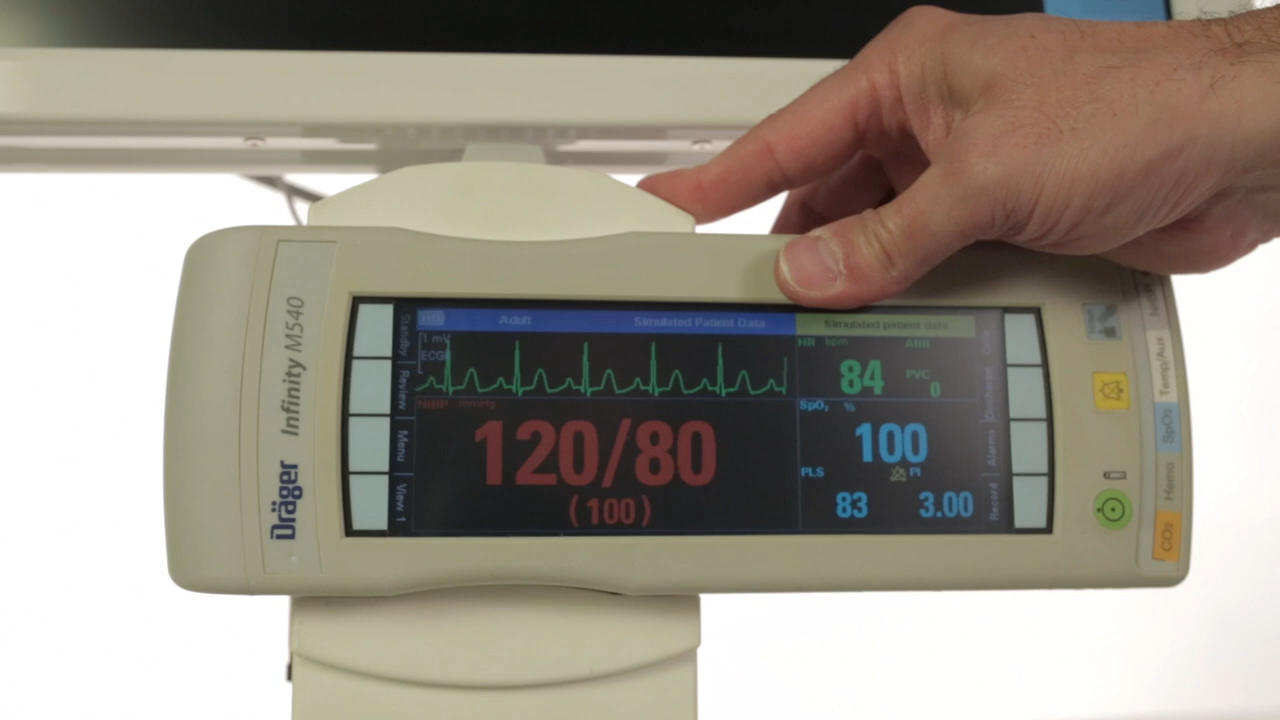 Dräger Infinity M540
Adult
Simulated Patient Data
Simulated patient data
Standby
Review
Menu
View 1
1 mV
ECG
HR bpm
84
PVC
0
NIBP mmHg
120/80
(100)
SpO₂ %
100
PLS
83
PI
3.00
Alarms
Record
Temp/Aux
SpO₂
Hemo
CO₂